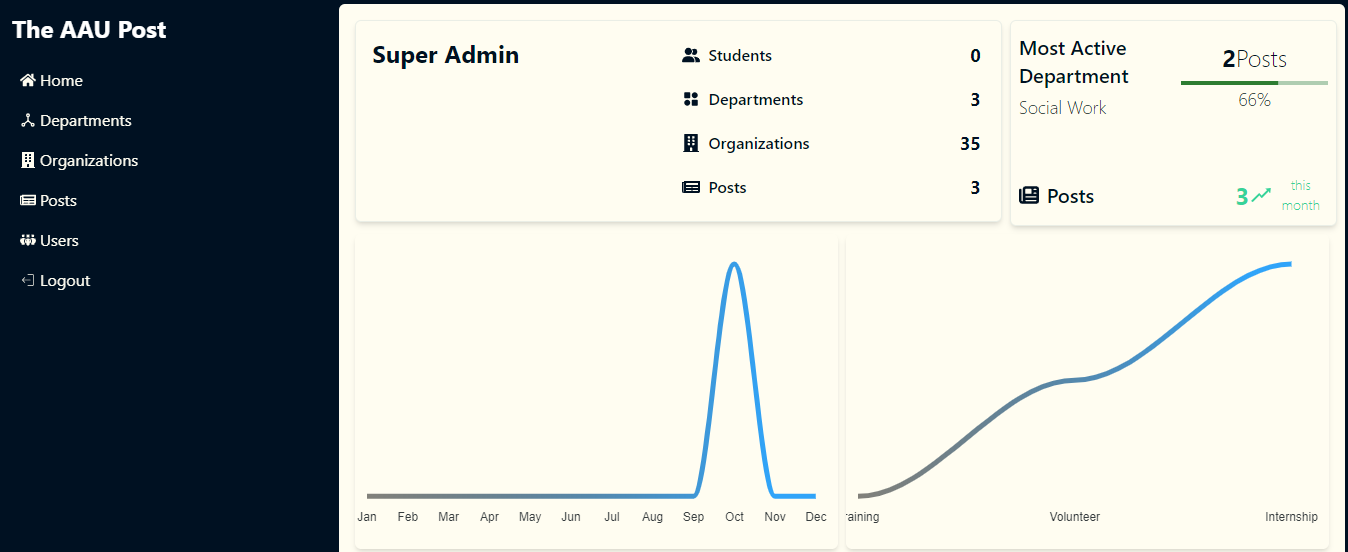 The AAU Post
Home
Departments
Organizations
Posts
Users
Logout
Super Admin
Students 0
Departments 3
Organizations 35
Posts 3
Most Active
Department
Social Work
2Posts
66%
Posts 3 this
month
Jan Feb Mar Apr May Jun Jul Aug Sep Oct Nov Dec
raining Volunteer Internship